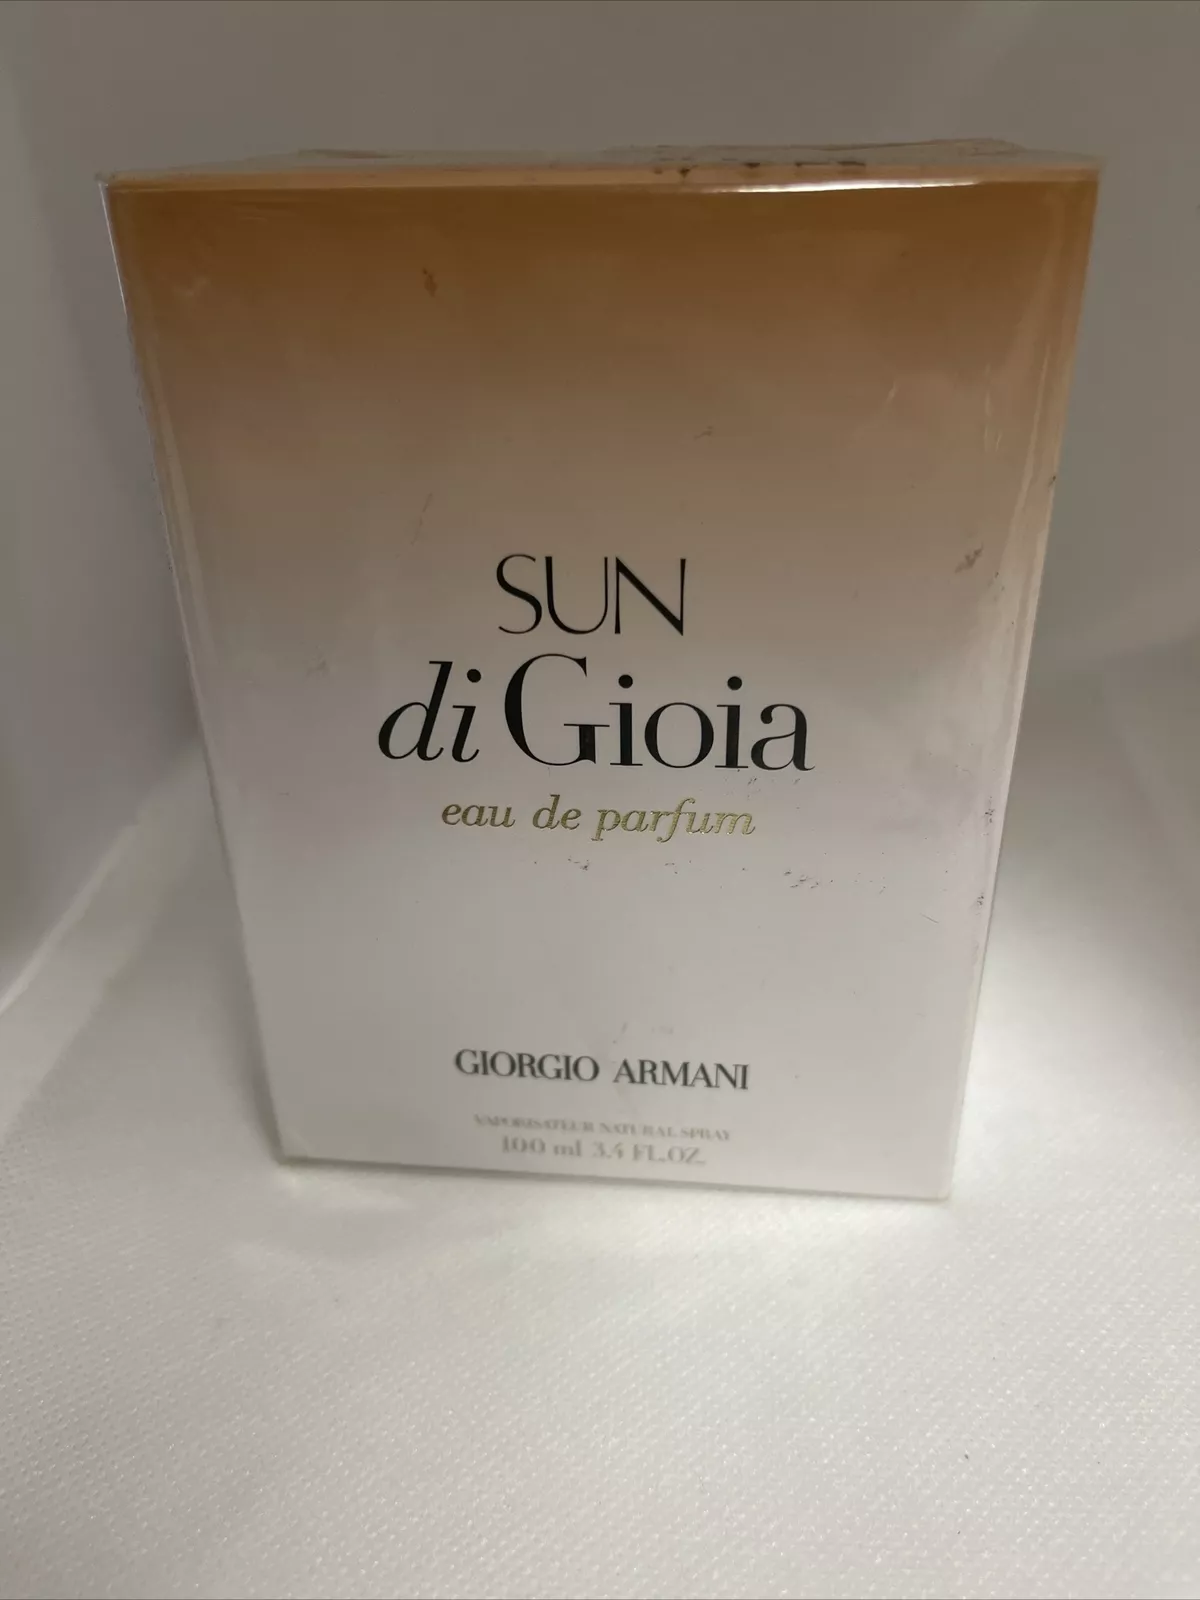 SUN
di Gioia
eau de parfum
GIORGIO ARMANI
VAPORISATEUR NATURAL SPRAY
100 ml 3.4 FL.OZ.